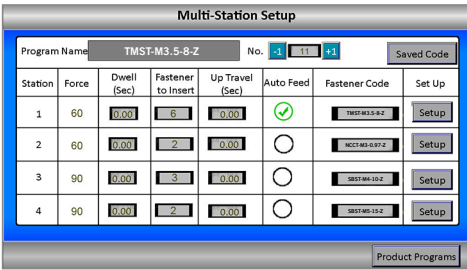 Multi-Station Setup
Program Name TMST-M3.5-8-Z No. -1 11 +1 Saved Code
Station Force Dwell (Sec) Fastener to Insert Up Travel (Sec) Auto Feed Fastener Code Set Up
1 60 0.00 6 0.00 TMST-M3.5-8-Z Setup
2 60 0.00 2 0.00 NCCT-M3-0.97-Z Setup
3 90 0.00 3 0.00 SBST-M4-10-Z Setup
4 90 0.00 2 0.00 SBST-M5-15-Z Setup
Product Programs